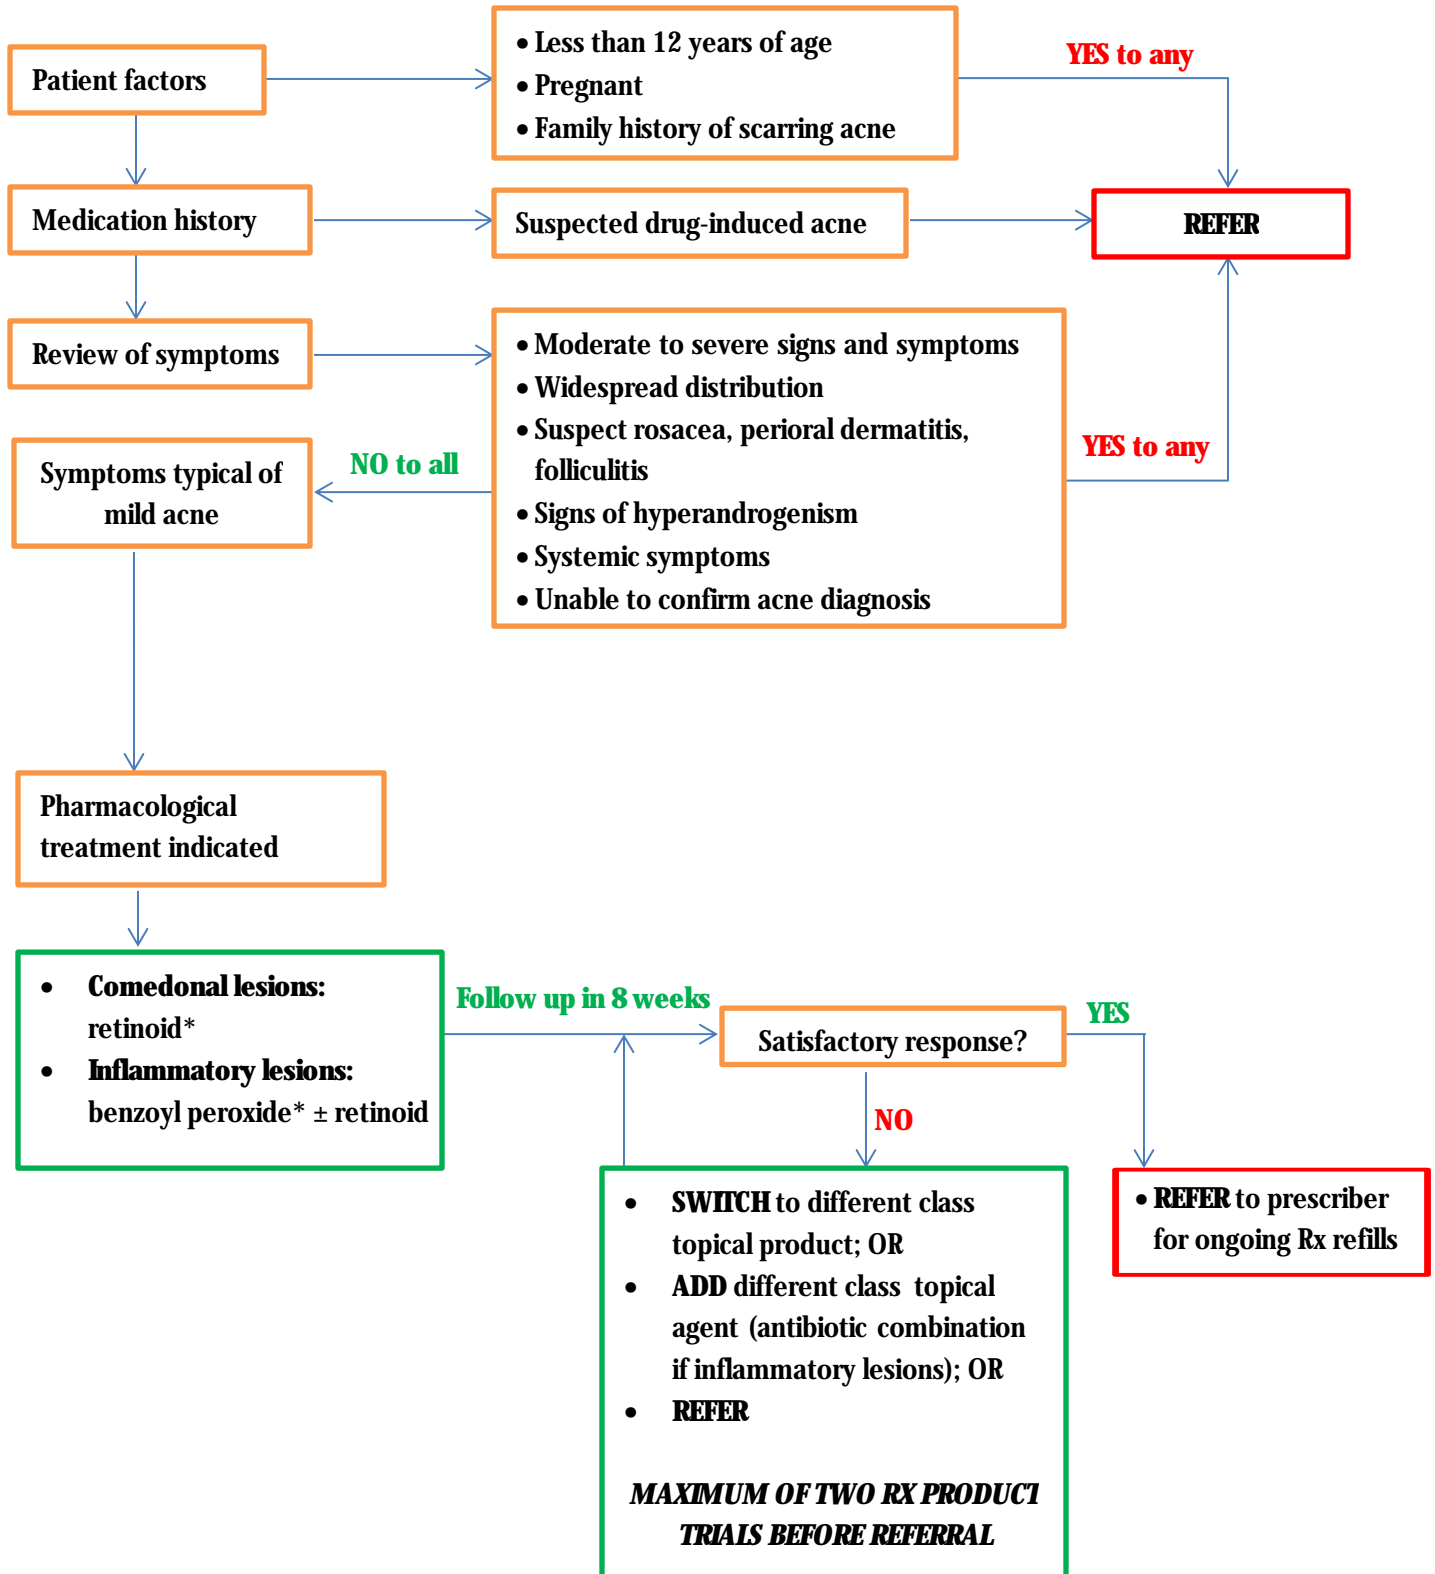 Patient factors
• Less than 12 years of age
• Pregnant
• Family history of scarring acne
YES to any
Medication history
Suspected drug-induced acne
REFER
Review of symptoms
• Moderate to severe signs and symptoms
• Widespread distribution
• Suspect rosacea, perioral dermatitis,
folliculitis
• Signs of hyperandrogenism
• Systemic symptoms
• Unable to confirm acne diagnosis
YES to any
NO to all
Symptoms typical of
mild acne
Pharmacological
treatment indicated
• Comedonal lesions:
retinoid*
• Inflammatory lesions:
benzoyl peroxide* ± retinoid
Follow up in 8 weeks
Satisfactory response?
YES
NO
• SWITCH to different class
topical product; OR
• ADD different class topical
agent (antibiotic combination
if inflammatory lesions); OR
• REFER
MAXIMUM OF TWO RX PRODUCT
TRIALS BEFORE REFERRAL
• REFER to prescriber
for ongoing Rx refills